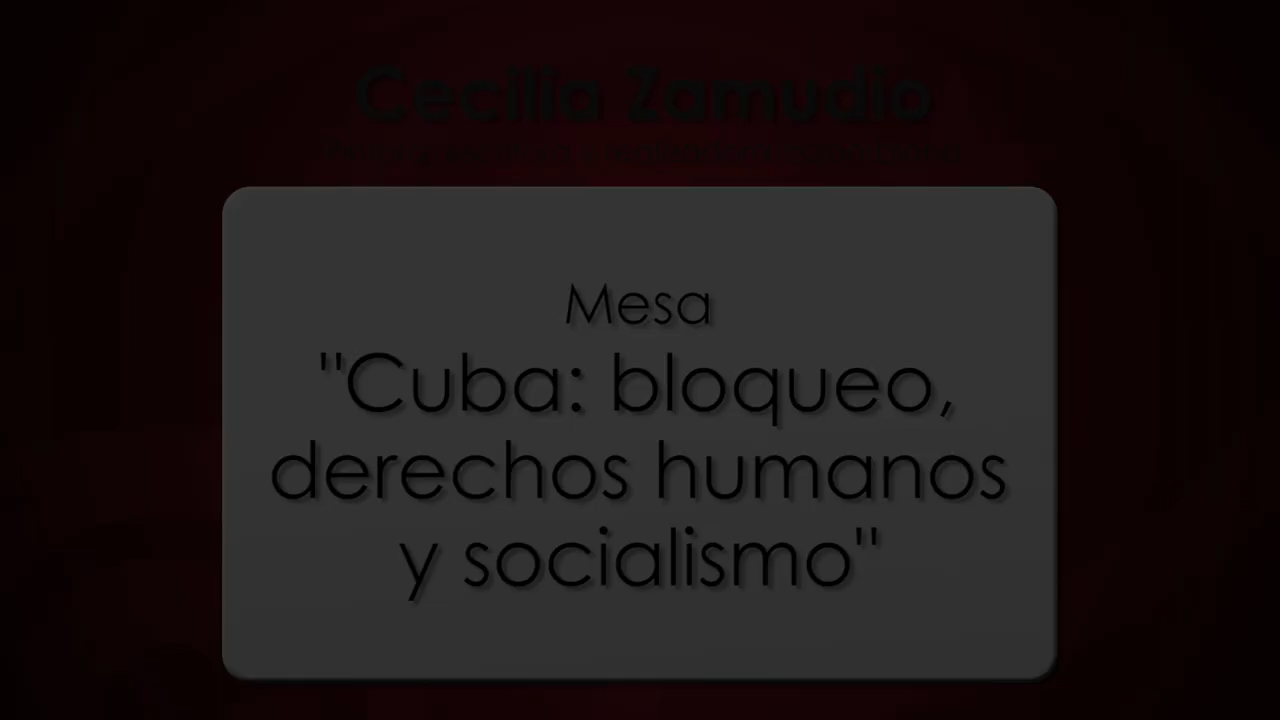 Cecilia Zamudio
Mesa
"Cuba: bloqueo,
derechos humanos
y socialismo"